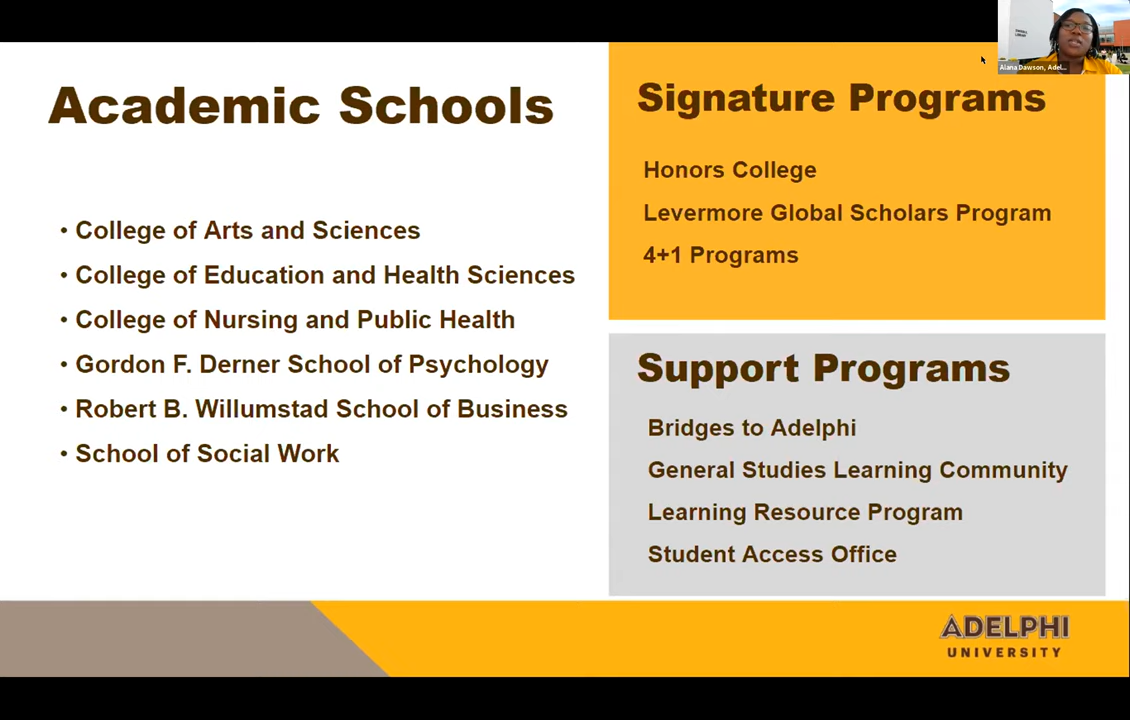 Academic Schools
• College of Arts and Sciences
• College of Education and Health Sciences
• College of Nursing and Public Health
• Gordon F. Derner School of Psychology
• Robert B. Willumstad School of Business
• School of Social Work
Signature Programs
Honors College
Levermore Global Scholars Program
4+1 Programs
Support Programs
Bridges to Adelphi
General Studies Learning Community
Learning Resource Program
Student Access Office
ADELPHI
UNIVERSITY
Alana Dawson, Adel...